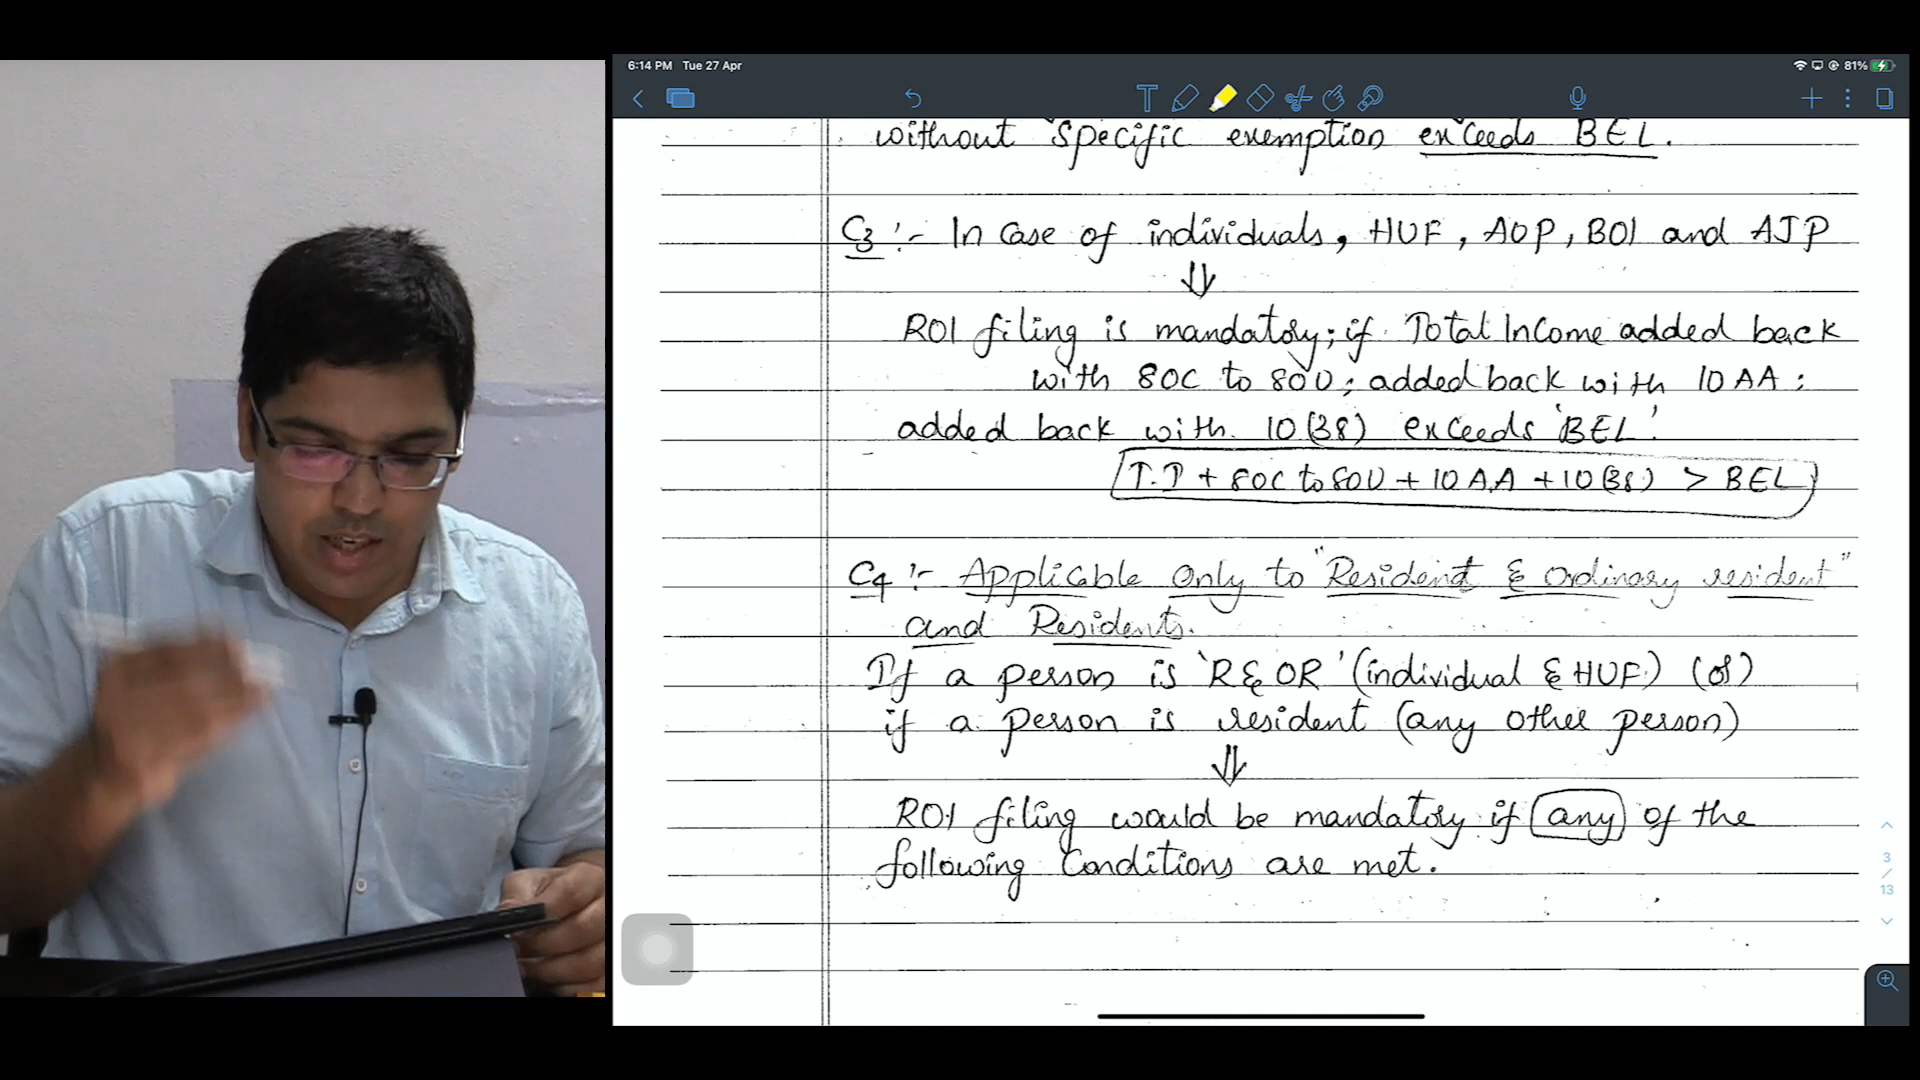 6:14 PM Tue 27 Apr
81%
without specific exemption exceeds BEL.
C3 :- In case of individuals, HUF, AOP, BOI and AJP
⇓
ROI filing is mandatory; if Total Income added back
with 80C to 80U; added back with 10AA;
added back with 10(38) exceeds 'BEL'.
T.I + 80C to 80U + 10AA + 10(38) > BEL
C4 :- Applicable Only to "Resident & Ordinary resident"
and Residents.
If a person is 'R&OR' (individual & HUF) (or)
if a person is resident (any other person)
⇓
ROI filing would be mandatory if any of the
following Conditions are met.
3
/
13